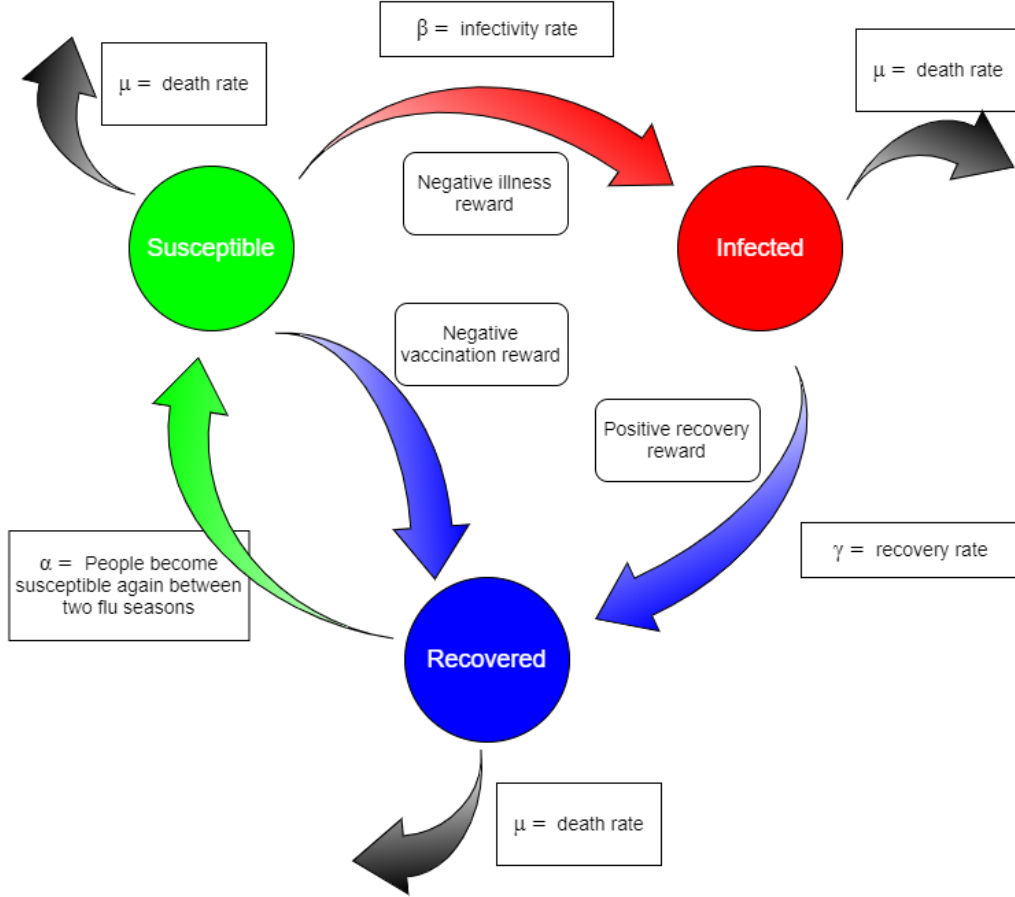 β = infectivity rate
μ = death rate
μ = death rate
Negative illness
reward
Susceptible
Infected
Negative
vaccination reward
Positive recovery
reward
γ = recovery rate
α = People become
susceptible again between
two flu seasons
Recovered
μ = death rate